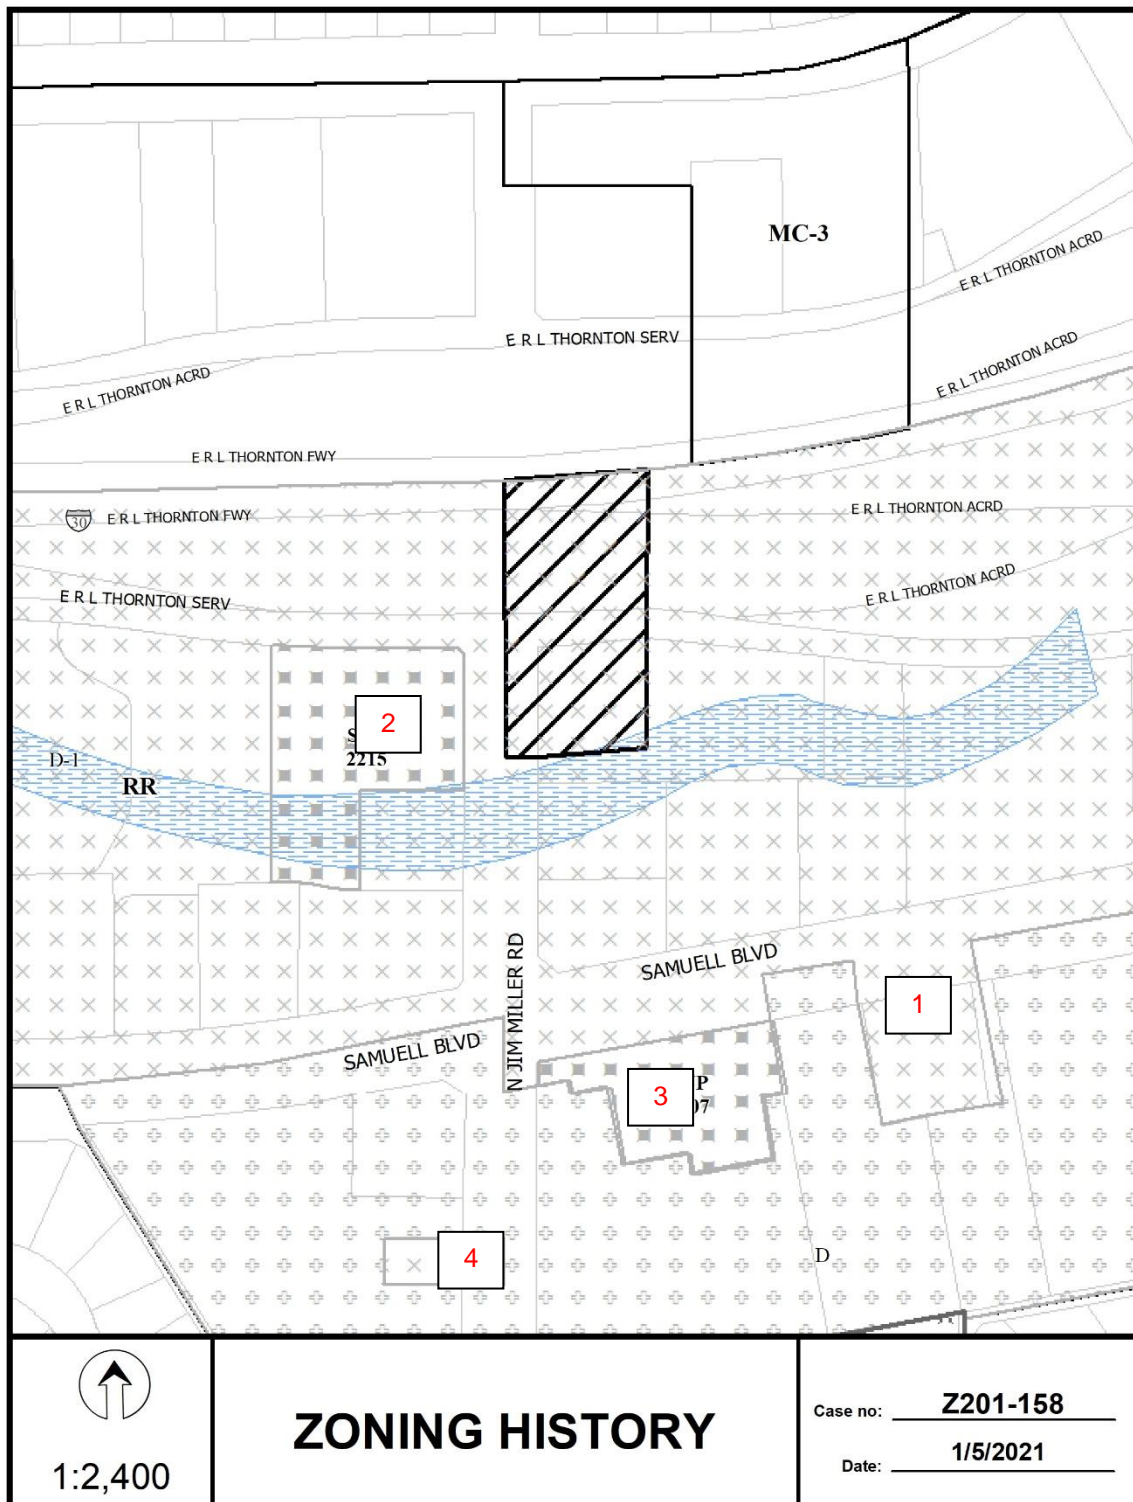 MC-3
E R L THORNTON ACRD
E R L THORNTON SERV
E R L THORNTON ACRD
E R L THORNTON ACRD
E R L THORNTON FWY
30
E R L THORNTON FWY
E R L THORNTON ACRD
E R L THORNTON ACRD
E R L THORNTON SERV
2
S
2215
D-1
RR
SAMUELL BLVD
N JIM MILLER RD
1
SAMUELL BLVD
3
P
07
4
D
1:2,400
ZONING HISTORY
Case no: Z201-158
Date: 1/5/2021